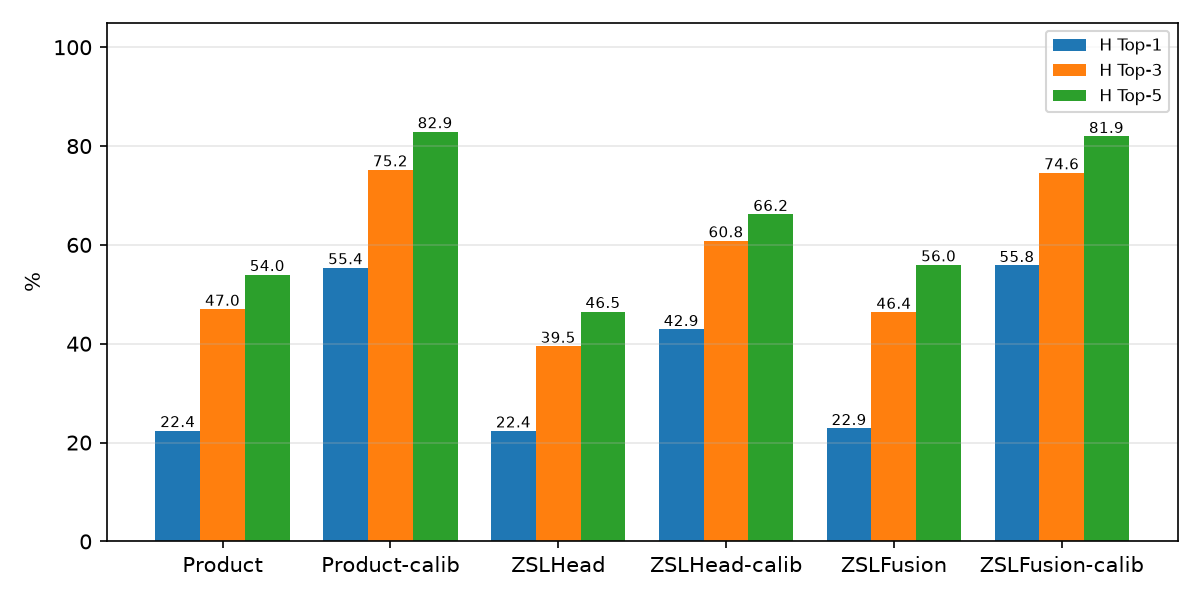 100
80
60
40
20
0
%
H Top-1
H Top-3
H Top-5
22.4
47.0
54.0
55.4
75.2
82.9
22.4
39.5
46.5
42.9
60.8
66.2
22.9
46.4
56.0
55.8
74.6
81.9
Product
Product-calib
ZSLHead
ZSLHead-calib
ZSLFusion
ZSLFusion-calib